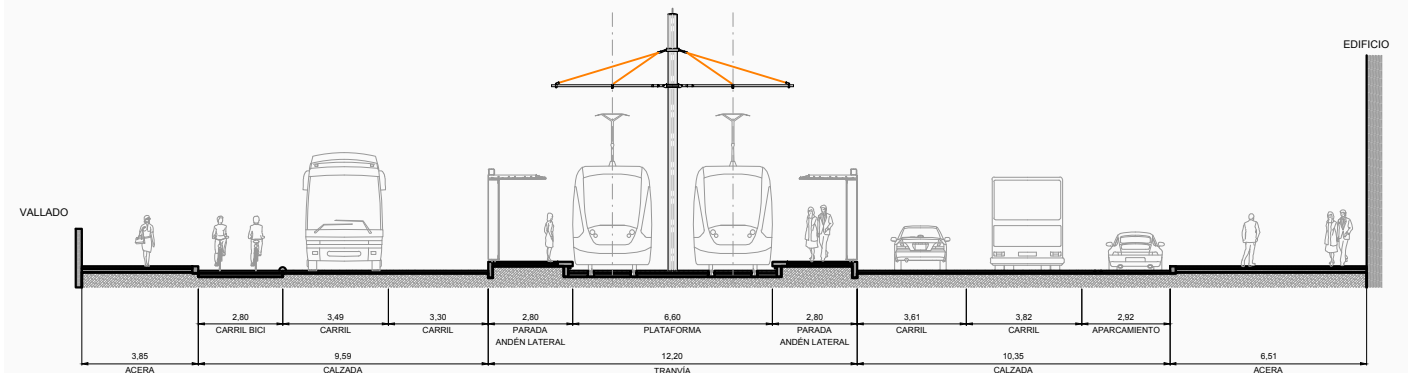 EDIFICIO
VALLADO
2,80
CARRIL BICI
3,49
CARRIL
3,30
CARRIL
2,80
PARADA
ANDÉN LATERAL
6,60
PLATAFORMA
2,80
PARADA
ANDÉN LATERAL
3,61
CARRIL
3,82
CARRIL
2,92
APARCAMIENTO
3,85
ACERA
9,59
CALZADA
12,20
TRANVÍA
10,35
CALZADA
6,51
ACERA